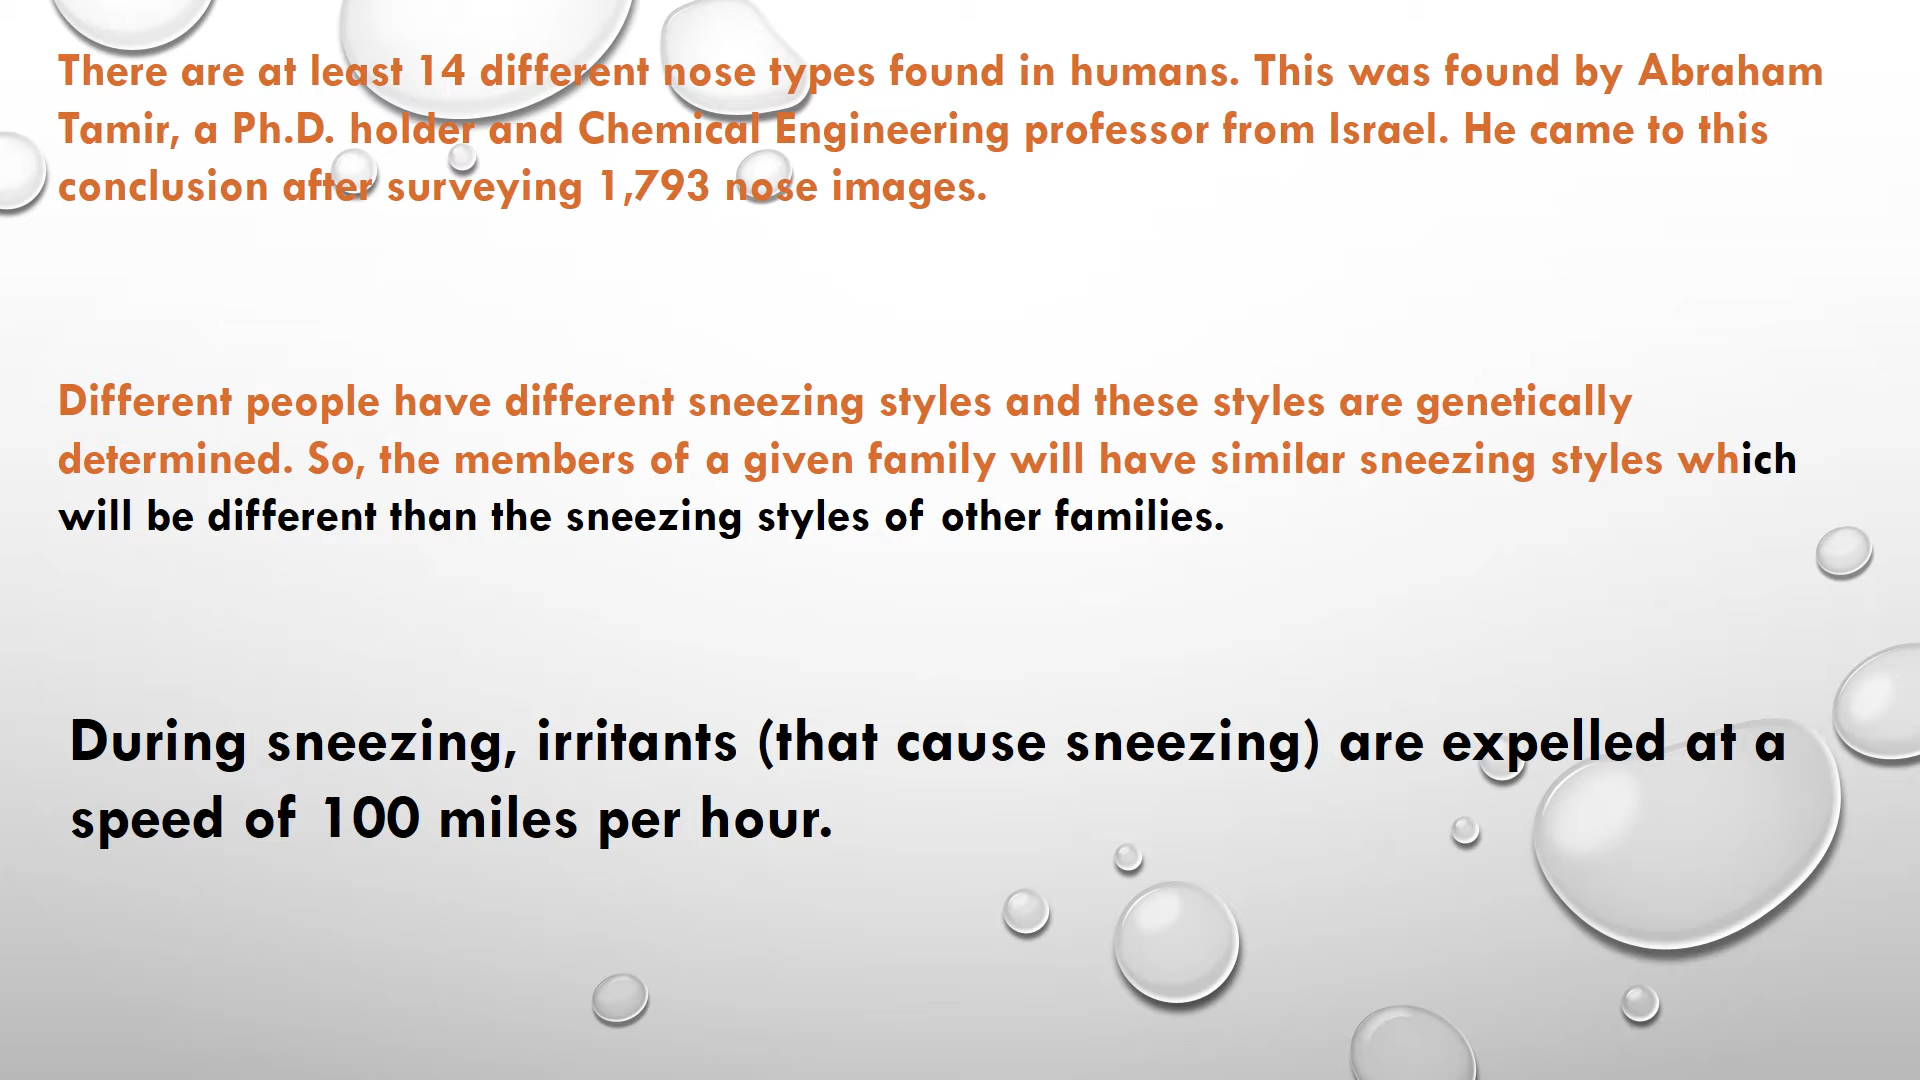 There are at least 14 different nose types found in humans. This was found by Abraham
Tamir, a Ph.D. holder and Chemical Engineering professor from Israel. He came to this
conclusion after surveying 1,793 nose images.
Different people have different sneezing styles and these styles are genetically
determined. So, the members of a given family will have similar sneezing styles which
will be different than the sneezing styles of other families.
During sneezing, irritants (that cause sneezing) are expelled at a
speed of 100 miles per hour.